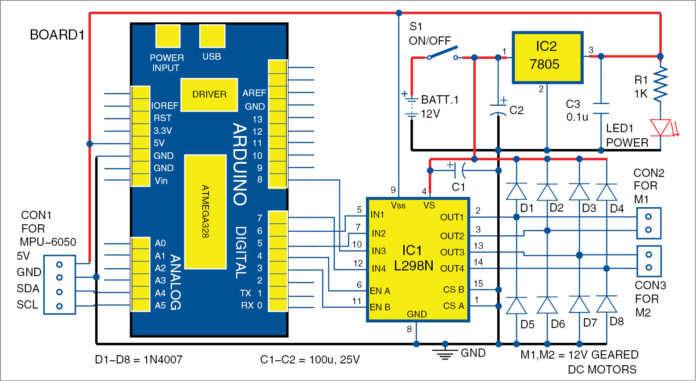 BOARD1
POWER
INPUT
USB
DRIVER
IOREF
RST
3.3V
5V
GND
GND
Vin
AREF
GND
13
12
11
10
9
8
ARDUINO
ATMEGA328
DIGITAL
7
6
5
4
3
2
TX 1
RX 0
ANALOG
A0
A1
A2
A3
A4
A5
CON1
FOR
MPU-6050
5V
GND
SDA
SCL
S1
ON/OFF
+
BATT.1
12V
IC2
7805
1
2
3
+
C2
C3
0.1u
R1
1K
LED1
POWER
9
4
+
C1
Vss
VS
IC1
L298N
5
IN1
7
IN2
10
IN3
12
IN4
6
EN A
11
EN B
OUT1
2
OUT2
3
OUT3
13
OUT4
14
CS B
15
CS A
1
GND
8
GND
D1
D2
D3
D4
D5
D6
D7
D8
CON2
FOR
M1
CON3
FOR
M2
D1-D8 = 1N4007
C1-C2 = 100u, 25V
M1,M2 = 12V GEARED
DC MOTORS